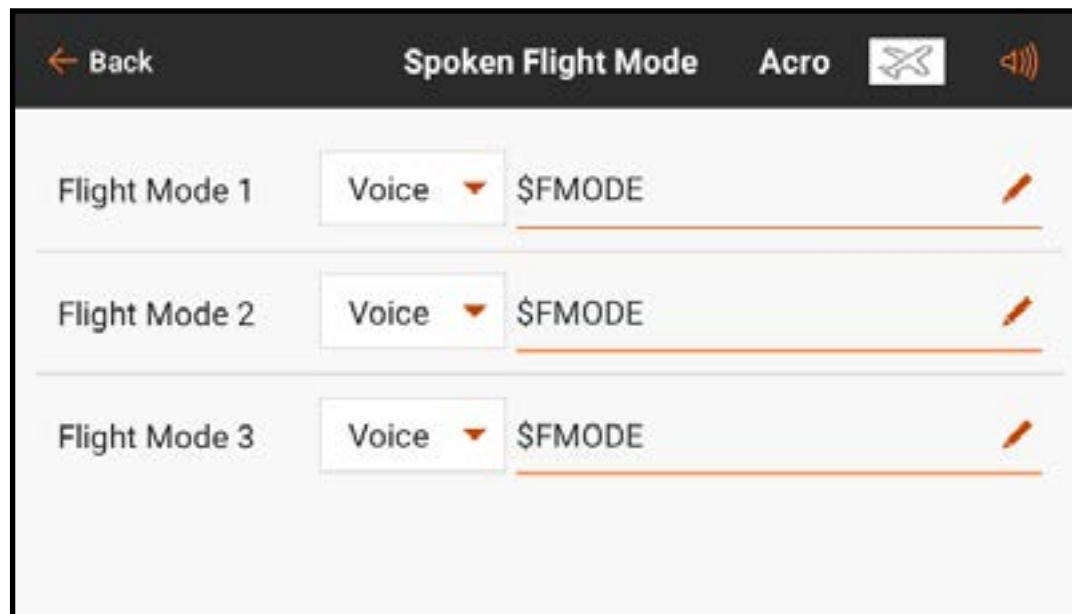 Back Spoken Flight Mode Acro
Flight Mode 1 Voice $FMODE
Flight Mode 2 Voice $FMODE
Flight Mode 3 Voice $FMODE